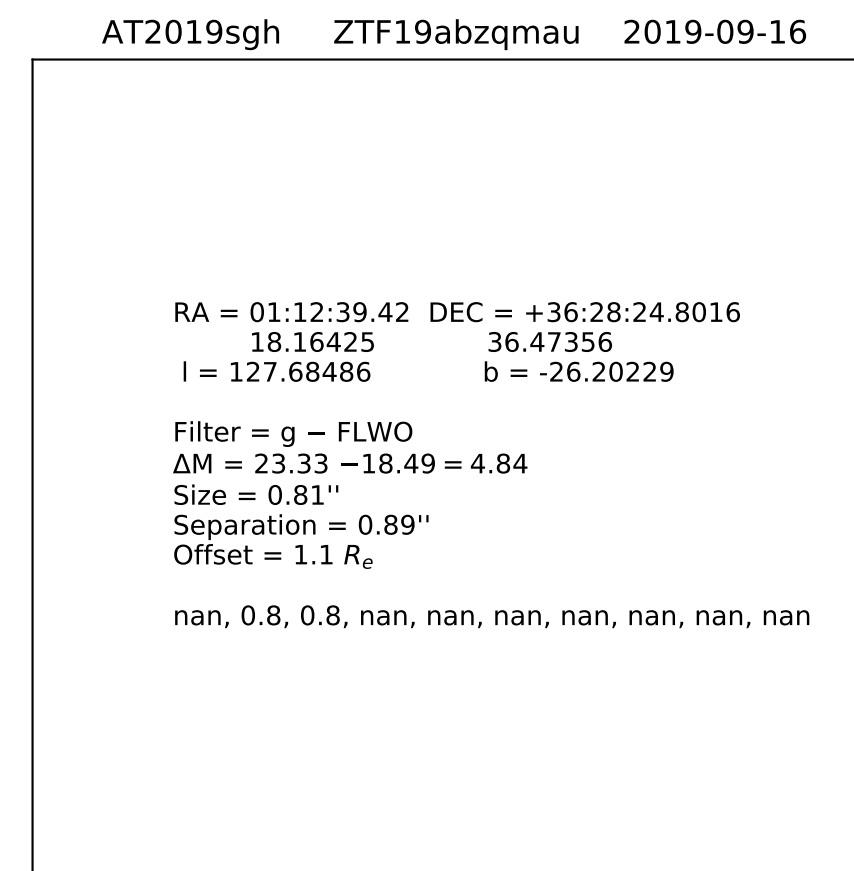 AT2019sgh ZTF19abzqmau 2019-09-16
RA = 01:12:39.42 DEC = +36:28:24.8016
18.16425 36.47356
l = 127.68486 b = -26.20229
Filter = g − FLWO
ΔM = 23.33 −18.49 = 4.84
Size = 0.81''
Separation = 0.89''
Offset = 1.1 Re
nan, 0.8, 0.8, nan, nan, nan, nan, nan, nan, nan